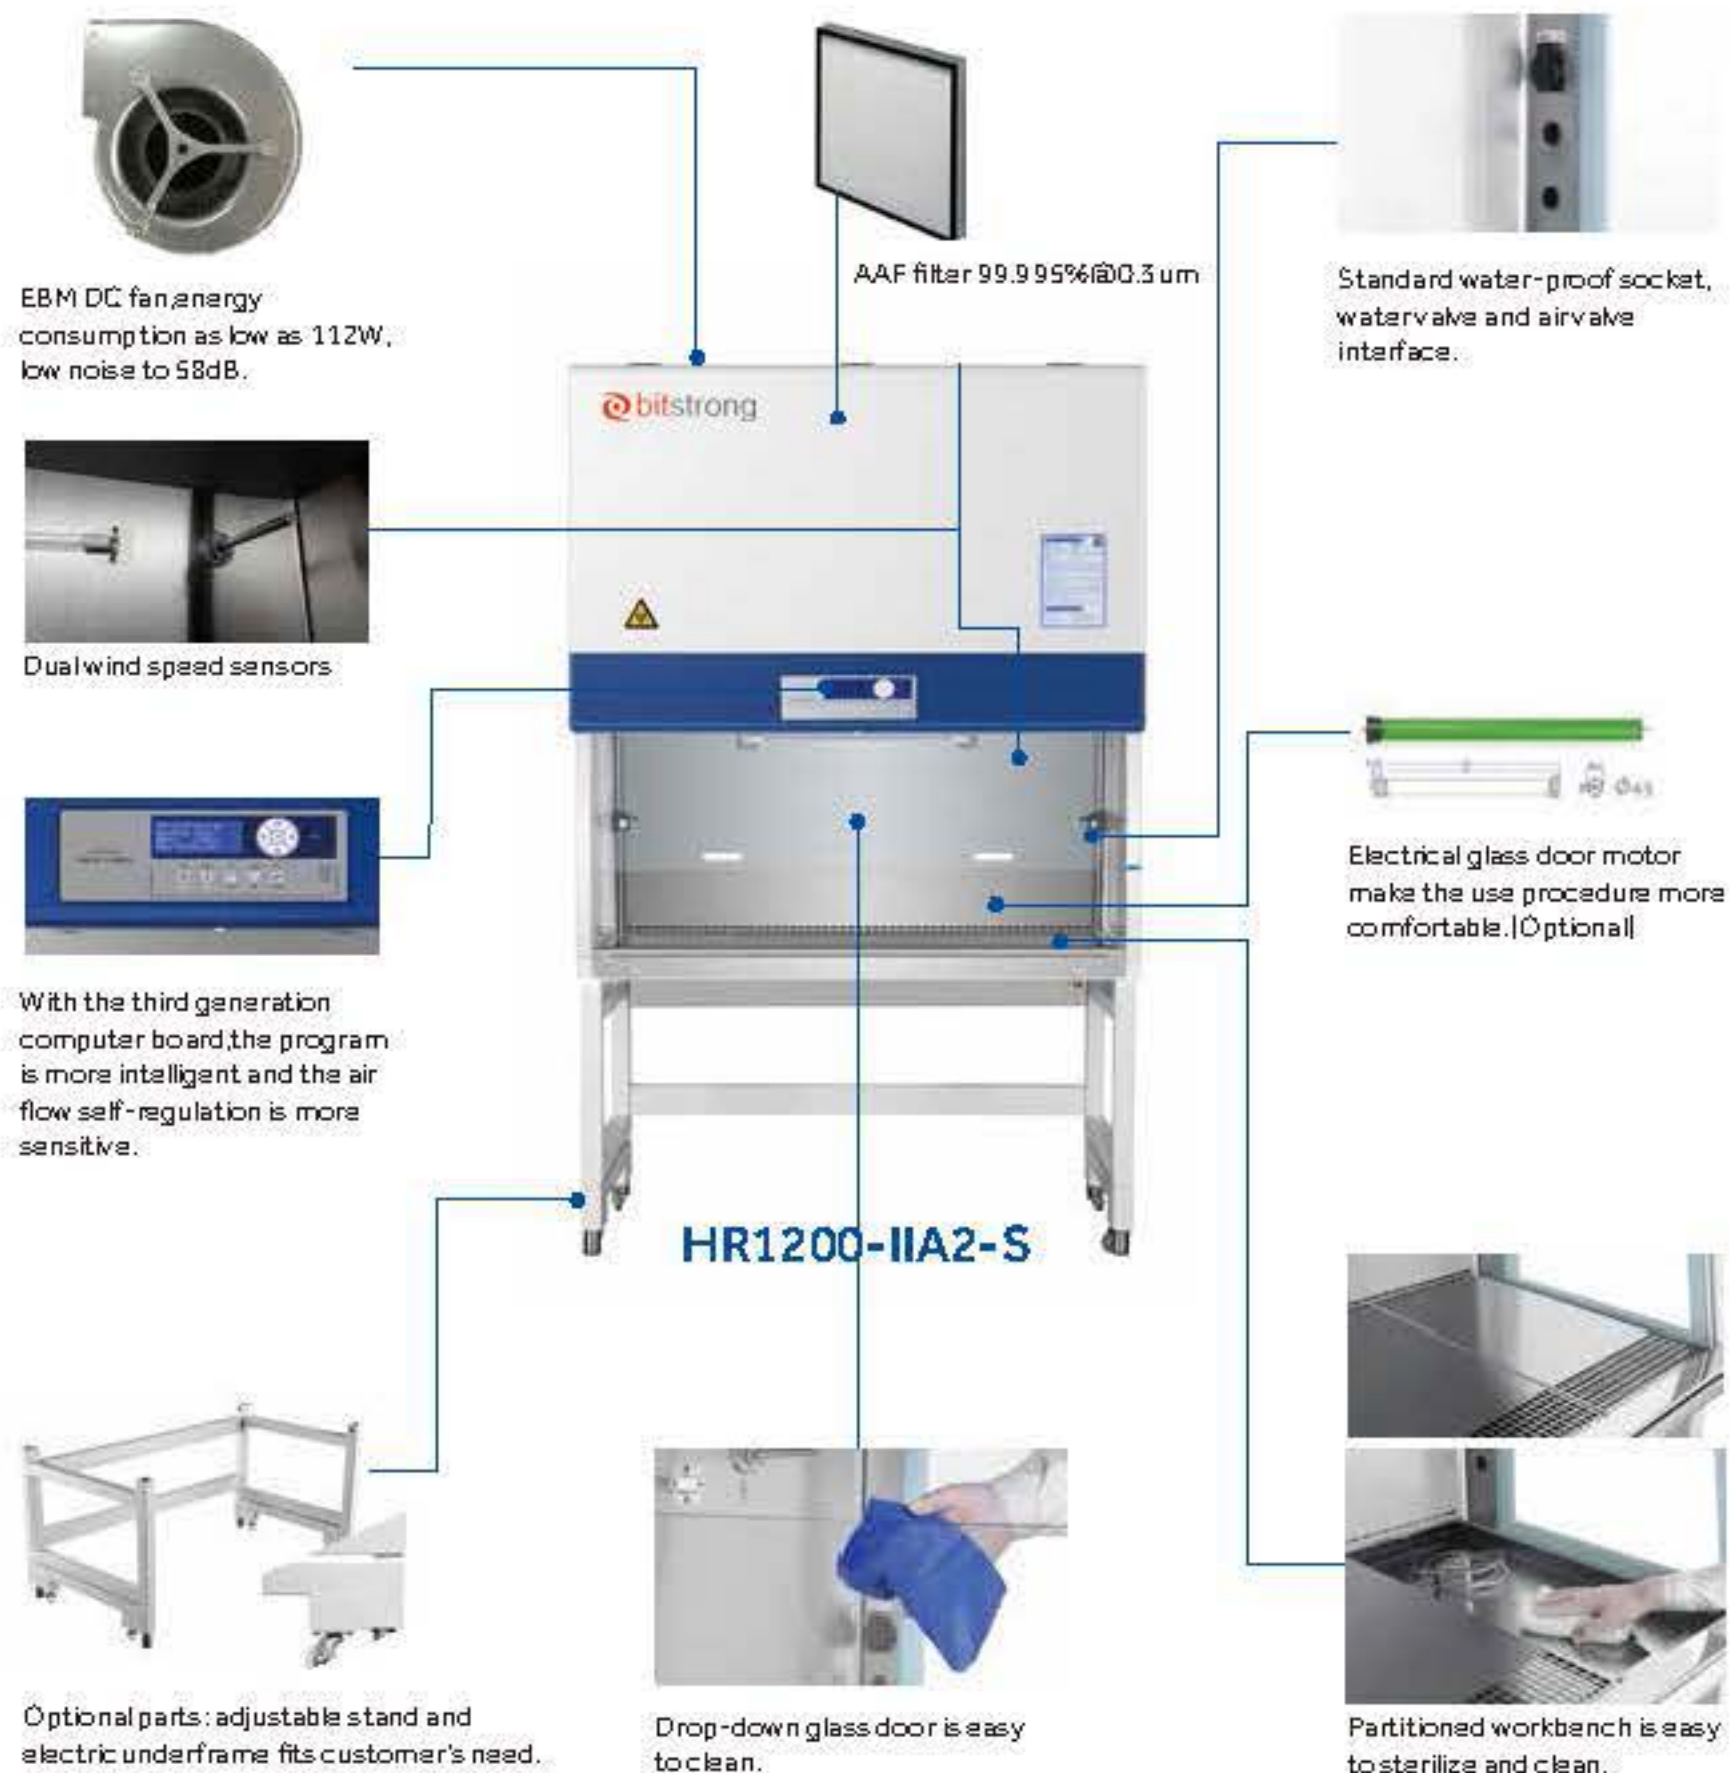 EBM DC fan,energy
consumption as low as 112W,
low noise to 58dB.
AAF filter 99.995%@0.3um
Standard water-proof socket,
watervalve and airvalve
interface.
bitstrong
Dual wind speed sensors
Electrical glass door motor
make the use procedure more
comfortable.(Optional)
With the third generation
computer board,the program
is more intelligent and the air
flow self-regulation is more
sensitive.
HR1200-IIA2-S
Optional parts:adjustable stand and
electric underframe fits customer's need.
Drop-down glass door is easy
to clean.
Partitioned workbench is easy
to sterilize and clean.